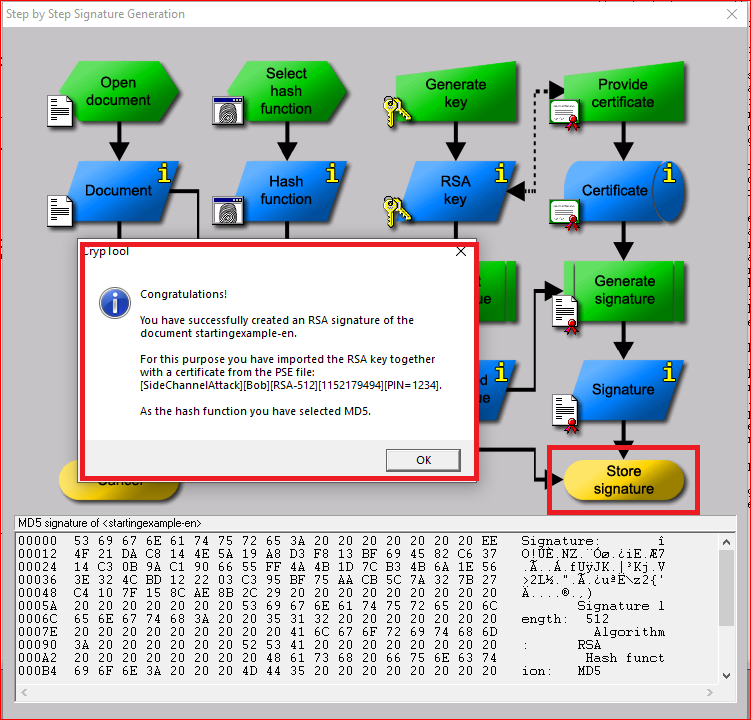 Step by Step Signature Generation
Open document
Select hash function
Generate key
Provide certificate
Document
Hash function
RSA key
Certificate
Generate signature
Signature
Store signature
Cancel
CrypTool
Congratulations!
You have successfully created an RSA signature of the
document startingexample-en.
For this purpose you have imported the RSA key together
with a certificate from the PSE file:
[SideChannelAttack][Bob][RSA-512][1152179494][PIN=1234].
As the hash function you have selected MD5.
OK
MD5 signature of <startingexample-en>
00000 53 69 67 6E 61 74 75 72 65 3A 20 20 20 20 20 20 20 EE Signature: î
00012 4F 21 DA C8 14 4E 5A 19 A8 D3 F8 13 BF 69 45 82 C6 37 O!ÚÈ.NZ.¨Óø.¿iE.Æ7
00024 14 C3 0B 9A C1 90 66 55 FF 4A 4B 1D 7C B3 4B 6A 1E 56 .Ã..Á.fUÿJK.|³Kj.V
00036 3E 32 4C BD 12 22 03 C3 95 BF 75 AA CB 5C 7A 32 7B 27 >2L½.".Ã.¿uªË\z2{'
00048 C4 10 7F 15 8C AE 8B 2C 29 20 20 20 20 20 20 20 20 20 Ä....®.,)
0005A 20 20 20 20 20 20 20 53 69 67 6E 61 74 75 72 65 20 6C Signature l
0006C 65 6E 67 74 68 3A 20 20 35 31 32 20 20 20 20 20 20 20 ength: 512
0007E 20 20 20 20 20 20 20 20 20 41 6C 67 6F 72 69 74 68 6D Algorithm
00090 3A 20 20 20 20 20 20 20 52 53 41 20 20 20 20 20 20 20 : RSA
000A2 20 20 20 20 20 20 20 20 48 61 73 68 20 66 75 6E 63 74 Hash funct
000B4 69 6F 6E 3A 20 20 20 4D 44 35 20 20 20 20 20 20 20 20 ion: MD5